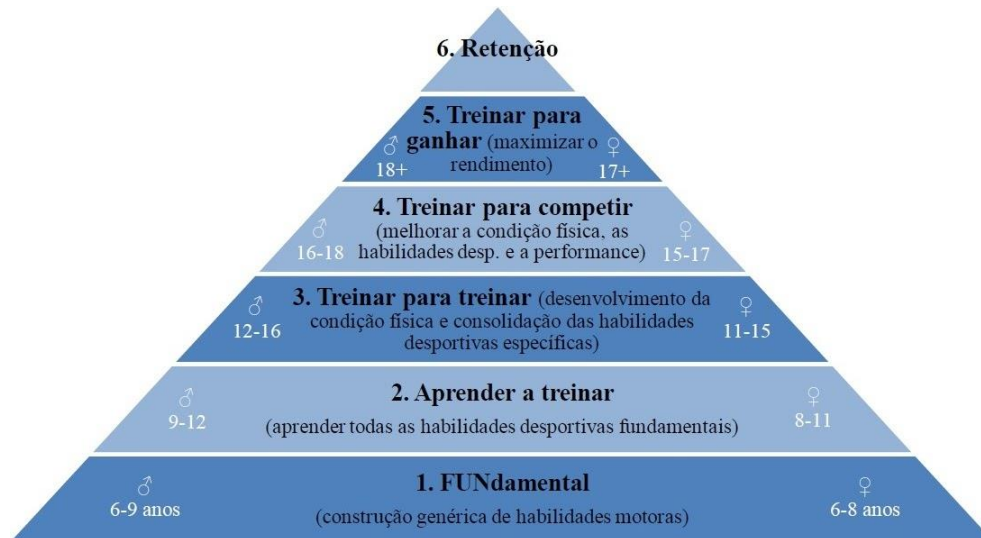 6. Retenção
5. Treinar para
ganhar (maximizar o
rendimento)
♂
18+
♀
17+
4. Treinar para competir
(melhorar a condição física, as
habilidades desp. e a performance)
♂
16-18
♀
15-17
3. Treinar para treinar (desenvolvimento da
condição física e consolidação das habilidades
desportivas específicas)
♂
12-16
♀
11-15
2. Aprender a treinar
(aprender todas as habilidades desportivas fundamentais)
♂
9-12
♀
8-11
1. FUNdamental
(construção genérica de habilidades motoras)
♂
6-9 anos
♀
6-8 anos